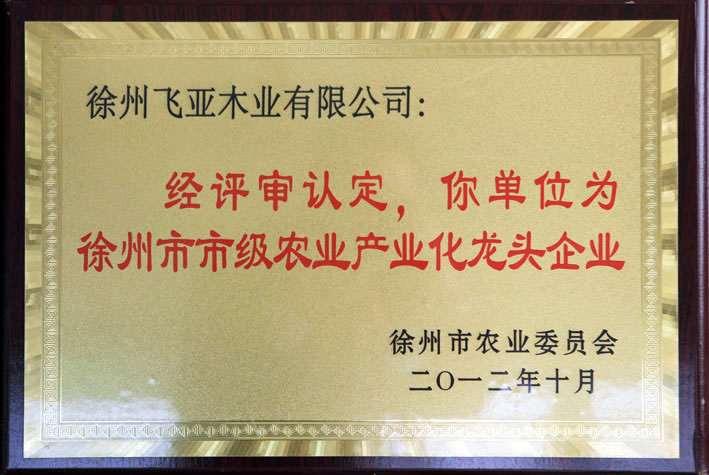 徐州飞亚木业有限公司：
经评审认定，你单位为
徐州市市级农业产业化龙头企业
徐州市农业委员会
二〇一二年十月